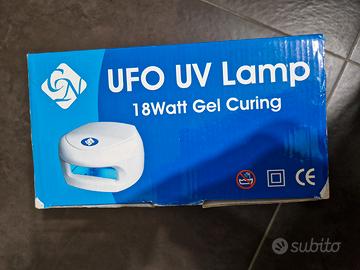 UFO UV Lamp
18Watt Gel Curing
CE
subito